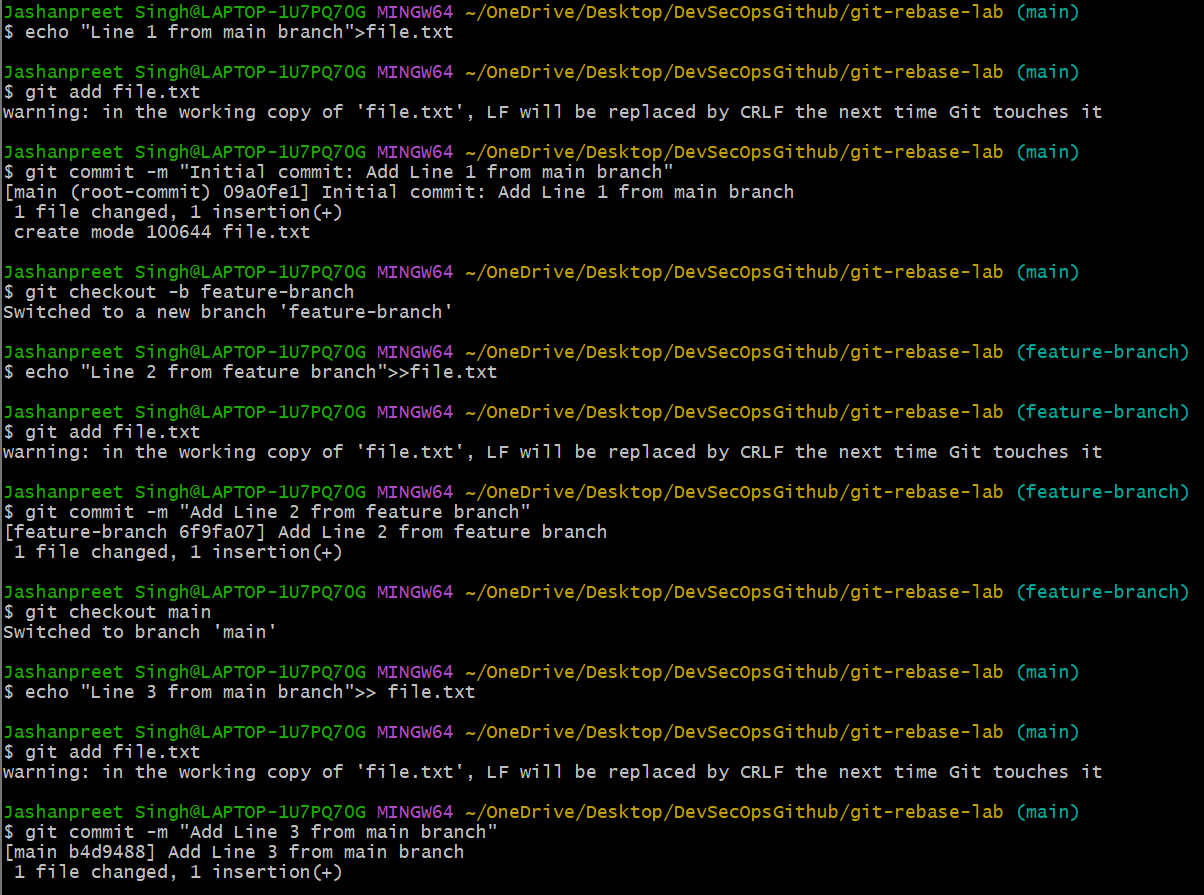 Jashanpreet Singh@LAPTOP-1U7PQ7OG MINGW64 ~/OneDrive/Desktop/DevSecOpsGithub/git-rebase-lab (main)
$ echo "Line 1 from main branch">file.txt
Jashanpreet Singh@LAPTOP-1U7PQ7OG MINGW64 ~/OneDrive/Desktop/DevSecOpsGithub/git-rebase-lab (main)
$ git add file.txt
warning: in the working copy of 'file.txt', LF will be replaced by CRLF the next time Git touches it
Jashanpreet Singh@LAPTOP-1U7PQ7OG MINGW64 ~/OneDrive/Desktop/DevSecOpsGithub/git-rebase-lab (main)
$ git commit -m "Initial commit: Add Line 1 from main branch"
[main (root-commit) 09a0fe1] Initial commit: Add Line 1 from main branch
 1 file changed, 1 insertion(+)
 create mode 100644 file.txt
Jashanpreet Singh@LAPTOP-1U7PQ7OG MINGW64 ~/OneDrive/Desktop/DevSecOpsGithub/git-rebase-lab (main)
$ git checkout -b feature-branch
Switched to a new branch 'feature-branch'
Jashanpreet Singh@LAPTOP-1U7PQ7OG MINGW64 ~/OneDrive/Desktop/DevSecOpsGithub/git-rebase-lab (feature-branch)
$ echo "Line 2 from feature branch">>file.txt
Jashanpreet Singh@LAPTOP-1U7PQ7OG MINGW64 ~/OneDrive/Desktop/DevSecOpsGithub/git-rebase-lab (feature-branch)
$ git add file.txt
warning: in the working copy of 'file.txt', LF will be replaced by CRLF the next time Git touches it
Jashanpreet Singh@LAPTOP-1U7PQ7OG MINGW64 ~/OneDrive/Desktop/DevSecOpsGithub/git-rebase-lab (feature-branch)
$ git commit -m "Add Line 2 from feature branch"
[feature-branch 6f9fa07] Add Line 2 from feature branch
 1 file changed, 1 insertion(+)
Jashanpreet Singh@LAPTOP-1U7PQ7OG MINGW64 ~/OneDrive/Desktop/DevSecOpsGithub/git-rebase-lab (feature-branch)
$ git checkout main
Switched to branch 'main'
Jashanpreet Singh@LAPTOP-1U7PQ7OG MINGW64 ~/OneDrive/Desktop/DevSecOpsGithub/git-rebase-lab (main)
$ echo "Line 3 from main branch">> file.txt
Jashanpreet Singh@LAPTOP-1U7PQ7OG MINGW64 ~/OneDrive/Desktop/DevSecOpsGithub/git-rebase-lab (main)
$ git add file.txt
warning: in the working copy of 'file.txt', LF will be replaced by CRLF the next time Git touches it
Jashanpreet Singh@LAPTOP-1U7PQ7OG MINGW64 ~/OneDrive/Desktop/DevSecOpsGithub/git-rebase-lab (main)
$ git commit -m "Add Line 3 from main branch"
[main b4d9488] Add Line 3 from main branch
 1 file changed, 1 insertion(+)